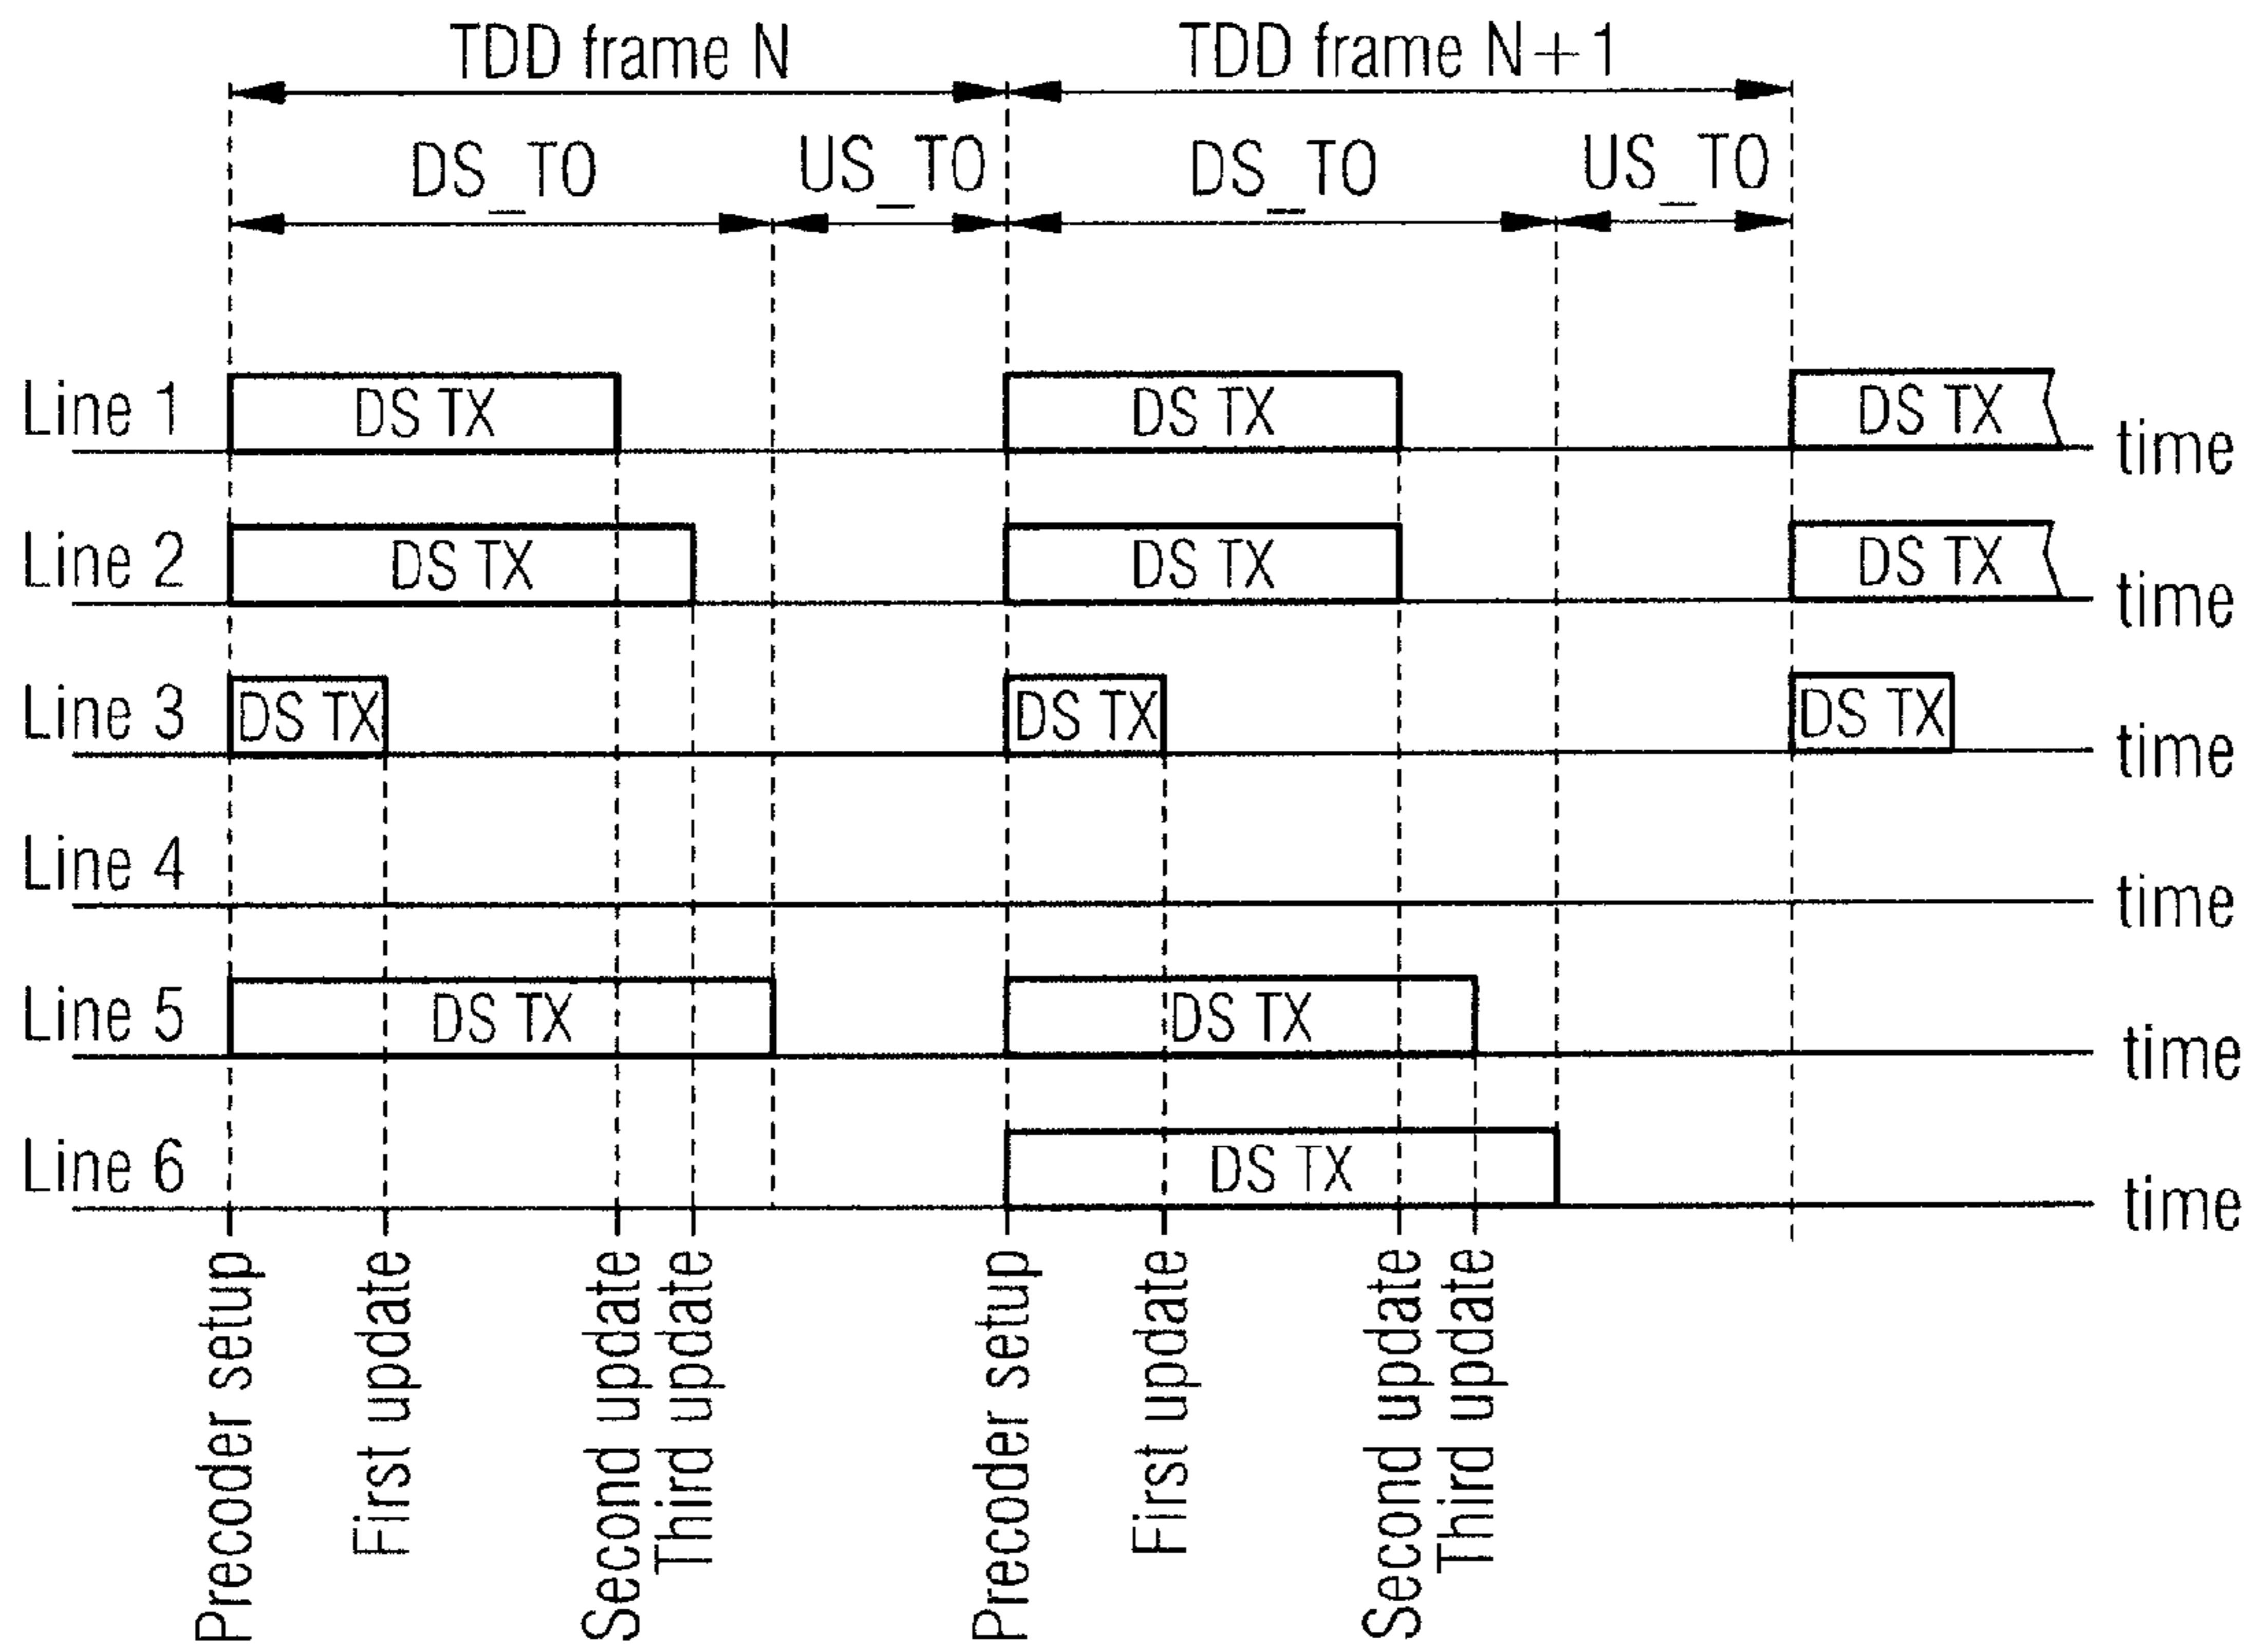 TDD frame N TDD frame N+1
DS_TO US_TO DS_TO US_TO
Line 1 DS TX DS TX DS TX time
Line 2 DS TX DS TX DS TX time
Line 3 DS TX DS TX DS TX time
Line 4 time
Line 5 DS TX DS TX time
Line 6 DS TX time
Precoder setup
First update
Second update
Third update
Precoder setup
First update
Second update
Third update